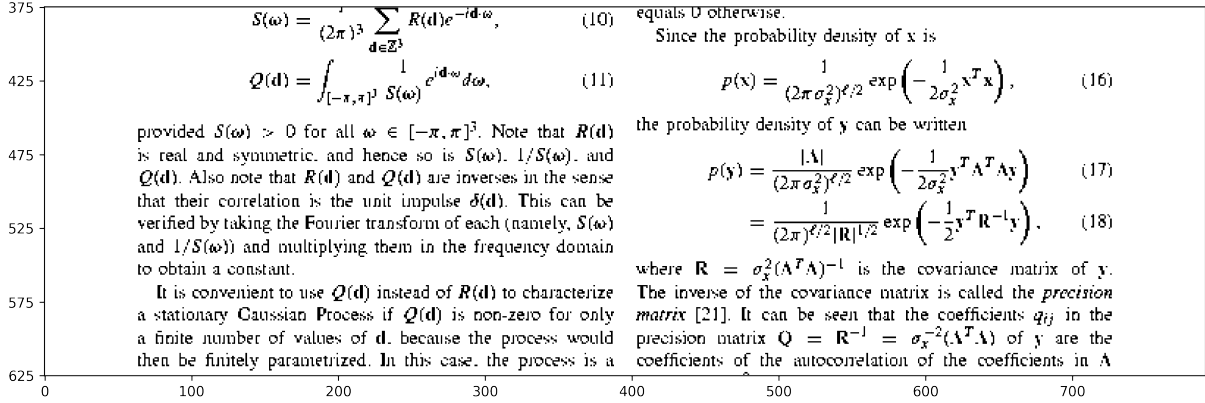 S(ω) = 1/(2π)³ ∑_{d∈ℤ³} R(d)e^{−id·ω}, (10)
Q(d) = ∫_{[−π,π]³} 1/S(ω) e^{id·ω} dω, (11)
provided S(ω) > 0 for all ω ∈ [−π, π]³. Note that R(d)
is real and symmetric, and hence so is S(ω), 1/S(ω), and
Q(d). Also note that R(d) and Q(d) are inverses in the sense
that their correlation is the unit impulse δ(d). This can be
verified by taking the Fourier transform of each (namely, S(ω)
and 1/S(ω)) and multiplying them in the frequency domain
to obtain a constant.
It is convenient to use Q(d) instead of R(d) to characterize
a stationary Gaussian Process if Q(d) is non-zero for only
a finite number of values of d, because the process would
then be finitely parametrized. In this case, the process is a
equals 0 otherwise.
Since the probability density of x is
p(x) = 1/(2πσ_x²)^{ℓ/2} exp(−1/(2σ_x²) x^T x), (16)
the probability density of y can be written
p(y) = |A|/(2πσ_x²)^{ℓ/2} exp(−1/(2σ_x²) y^T A^T A y) (17)
= 1/((2π)^{ℓ/2}|R|^{1/2}) exp(−1/2 y^T R^{−1} y), (18)
where R = σ_x²(A^T A)^{−1} is the covariance matrix of y.
The inverse of the covariance matrix is called the precision
matrix [21]. It can be seen that the coefficients q_{ij} in the
precision matrix Q = R^{−1} = σ_x^{−2}(A^T A) of y are the
coefficients of the autocorrelation of the coefficients in A
375
425
475
525
575
625
0
100
200
300
400
500
600
700